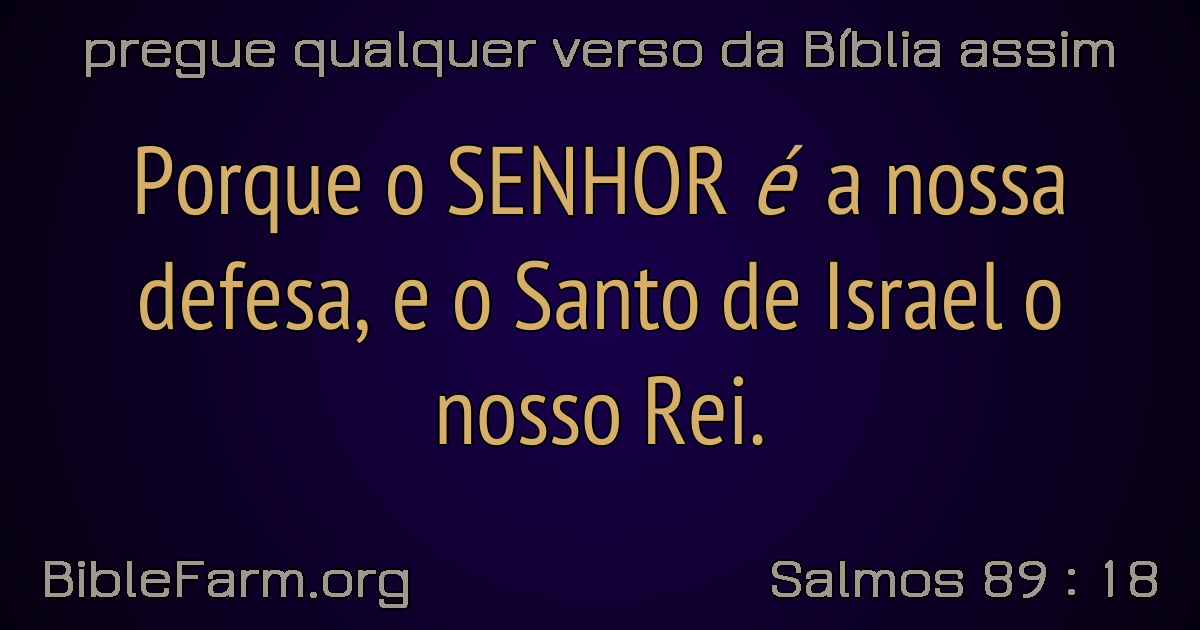 pregue qualquer verso da Bíblia assim
Porque o SENHOR é a nossa
defesa, e o Santo de Israel o
nosso Rei.
BibleFarm.org
Salmos 89 : 18